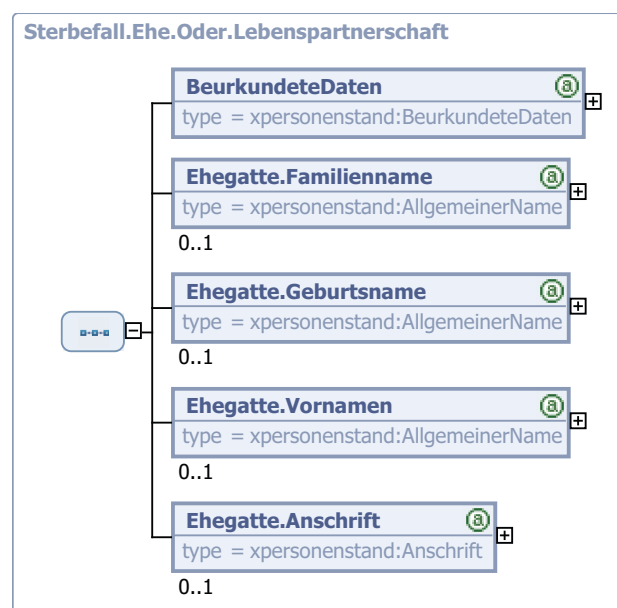 Sterbefall.Ehe.Oder.Lebenspartnerschaft
BeurkundeteDaten
type = xpersonenstand:BeurkundeteDaten
Ehegatte.Familienname
type = xpersonenstand:AllgemeinerName
0..1
Ehegatte.Geburtsname
type = xpersonenstand:AllgemeinerName
0..1
Ehegatte.Vornamen
type = xpersonenstand:AllgemeinerName
0..1
Ehegatte.Anschrift
type = xpersonenstand:Anschrift
0..1